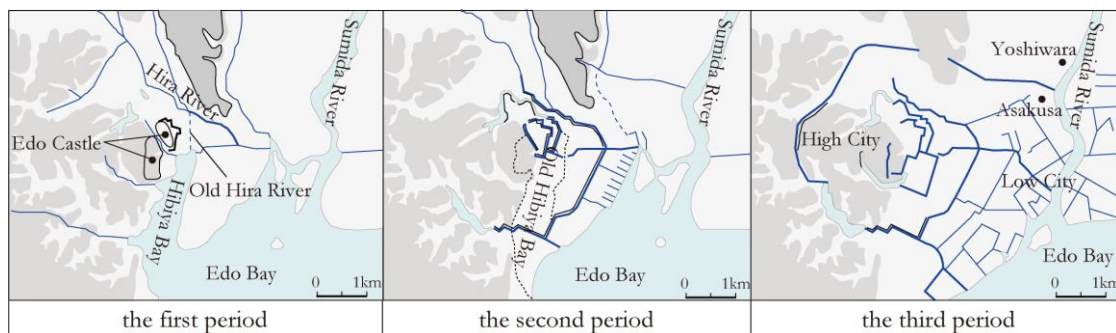 Hira River
Sumida River
Edo Castle
Old Hira River
Hibiya Bay
Edo Bay
0 1km
the first period
Sumida River
Old Hibiya Bay
Edo Bay
0 1km
the second period
Yoshiwara
Sumida River
Asakusa
High City
Low City
Edo Bay
0 1km
the third period